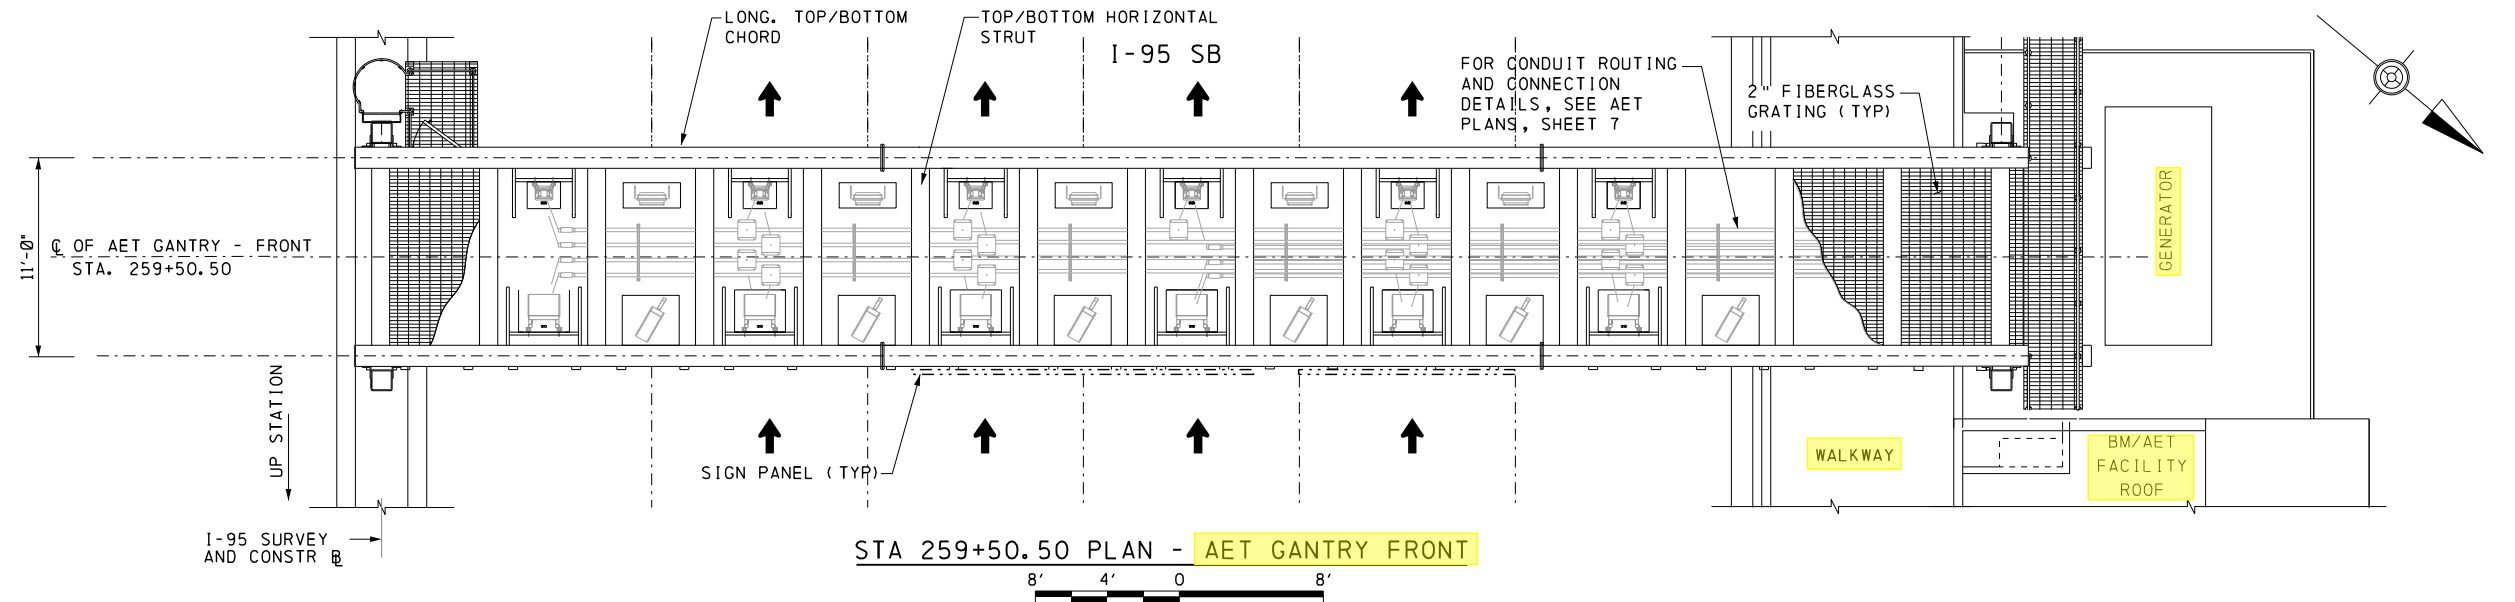 LONG. TOP/BOTTOM
CHORD
TOP/BOTTOM HORIZONTAL
STRUT
I-95 SB
FOR CONDUIT ROUTING
AND CONNECTION
DETAILS, SEE AET
PLANS, SHEET 7
2" FIBERGLASS
GRATING (TYP)
11'-0"
℄ OF AET GANTRY - FRONT
STA. 259+50.50
GENERATOR
UP STATION
SIGN PANEL (TYP)
WALKWAY
BM/AET
FACILITY
ROOF
I-95 SURVEY
AND CONSTR B
STA 259+50.50 PLAN - AET GANTRY FRONT
8' 4' 0 8'